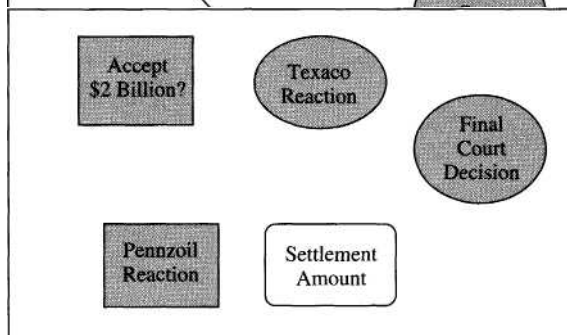 Accept
$2 Billion?
Texaco
Reaction
Final
Court
Decision
Pennzoil
Reaction
Settlement
Amount